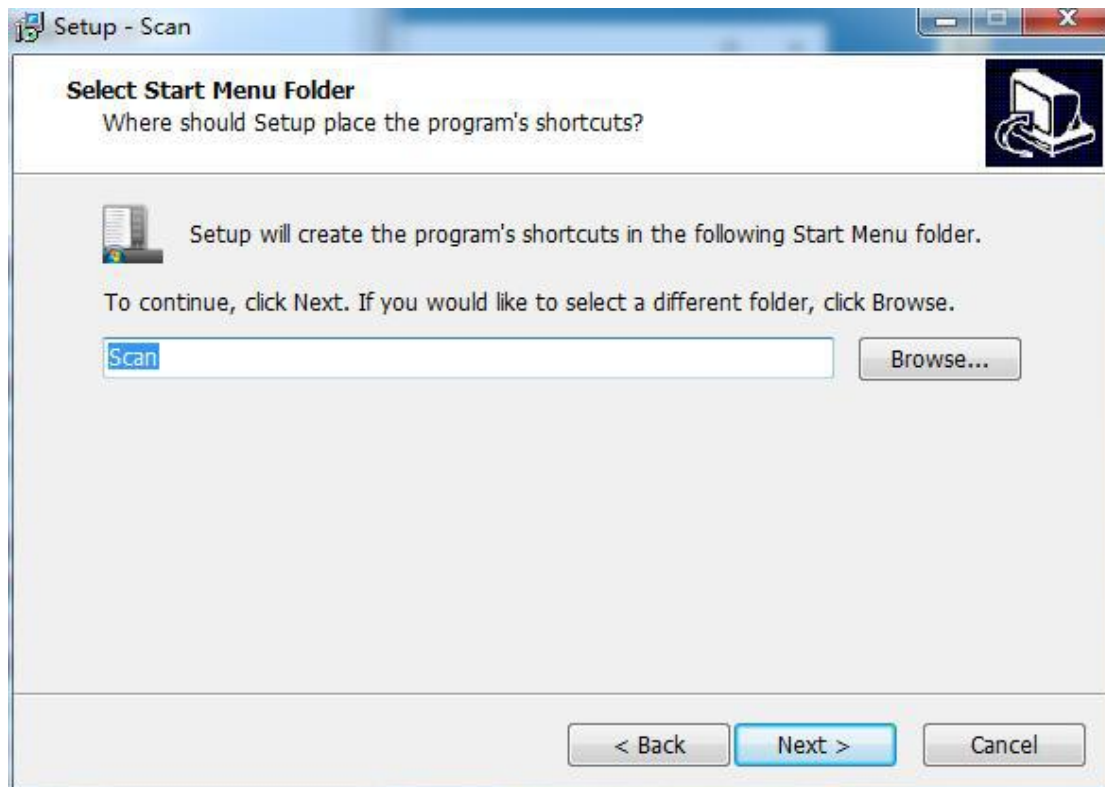 Setup - Scan
Select Start Menu Folder
Where should Setup place the program's shortcuts?
Setup will create the program's shortcuts in the following Start Menu folder.
To continue, click Next. If you would like to select a different folder, click Browse.
Scan
Browse...
< Back
Next >
Cancel